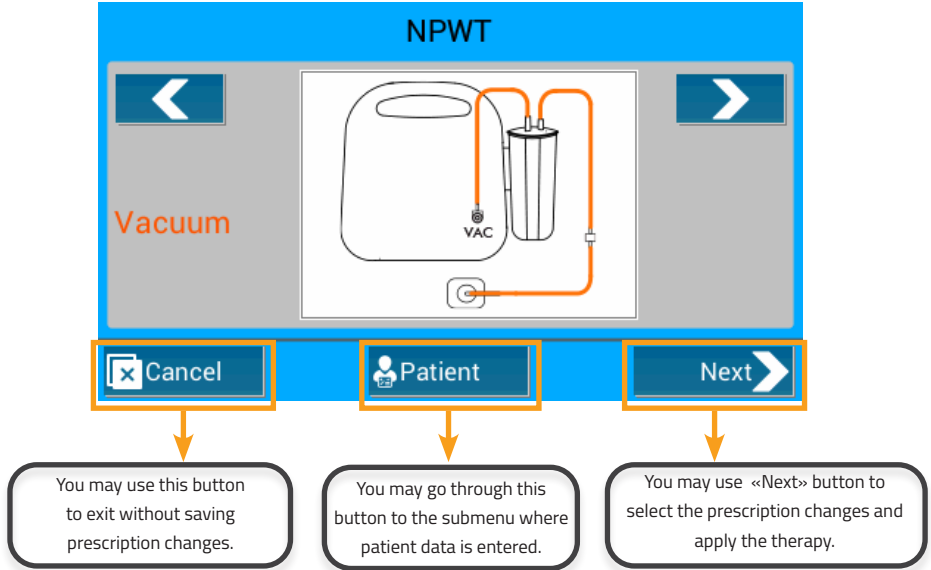 NPWT
Vacuum
VAC
Cancel
Patient
Next
You may use this button
to exit without saving
prescription changes.
You may go through this
button to the submenu where
patient data is entered.
You may use «Next» button to
select the prescription changes and
apply the therapy.